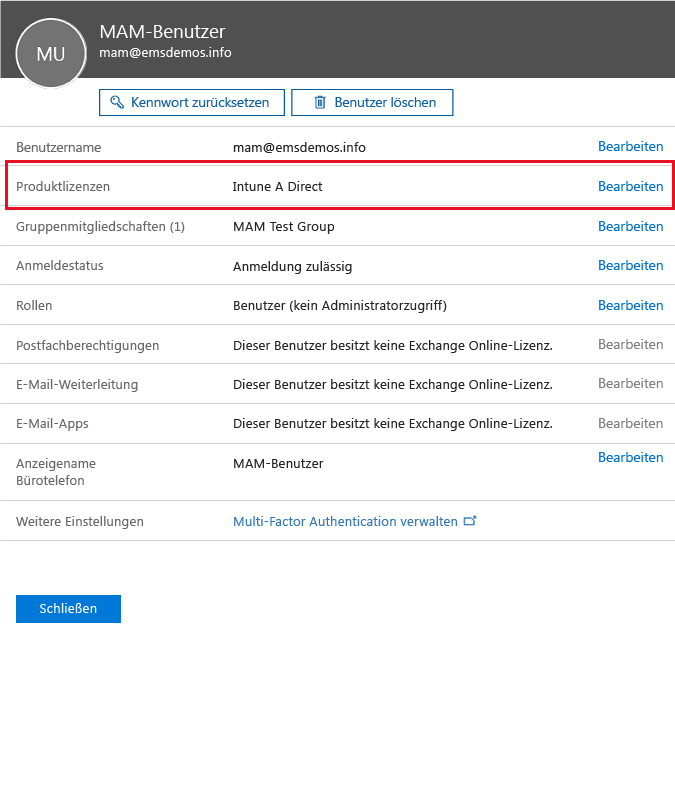 MU
MAM-Benutzer
mam@emsdemos.info
Kennwort zurücksetzen
Benutzer löschen
Benutzername mam@emsdemos.info Bearbeiten
Produktlizenzen Intune A Direct Bearbeiten
Gruppenmitgliedschaften (1) MAM Test Group Bearbeiten
Anmeldestatus Anmeldung zulässig Bearbeiten
Rollen Benutzer (kein Administratorzugriff) Bearbeiten
Postfachberechtigungen Dieser Benutzer besitzt keine Exchange Online-Lizenz. Bearbeiten
E-Mail-Weiterleitung Dieser Benutzer besitzt keine Exchange Online-Lizenz. Bearbeiten
E-Mail-Apps Dieser Benutzer besitzt keine Exchange Online-Lizenz. Bearbeiten
Anzeigename MAM-Benutzer Bearbeiten
Bürotelefon
Weitere Einstellungen Multi-Factor Authentication verwalten
Schließen